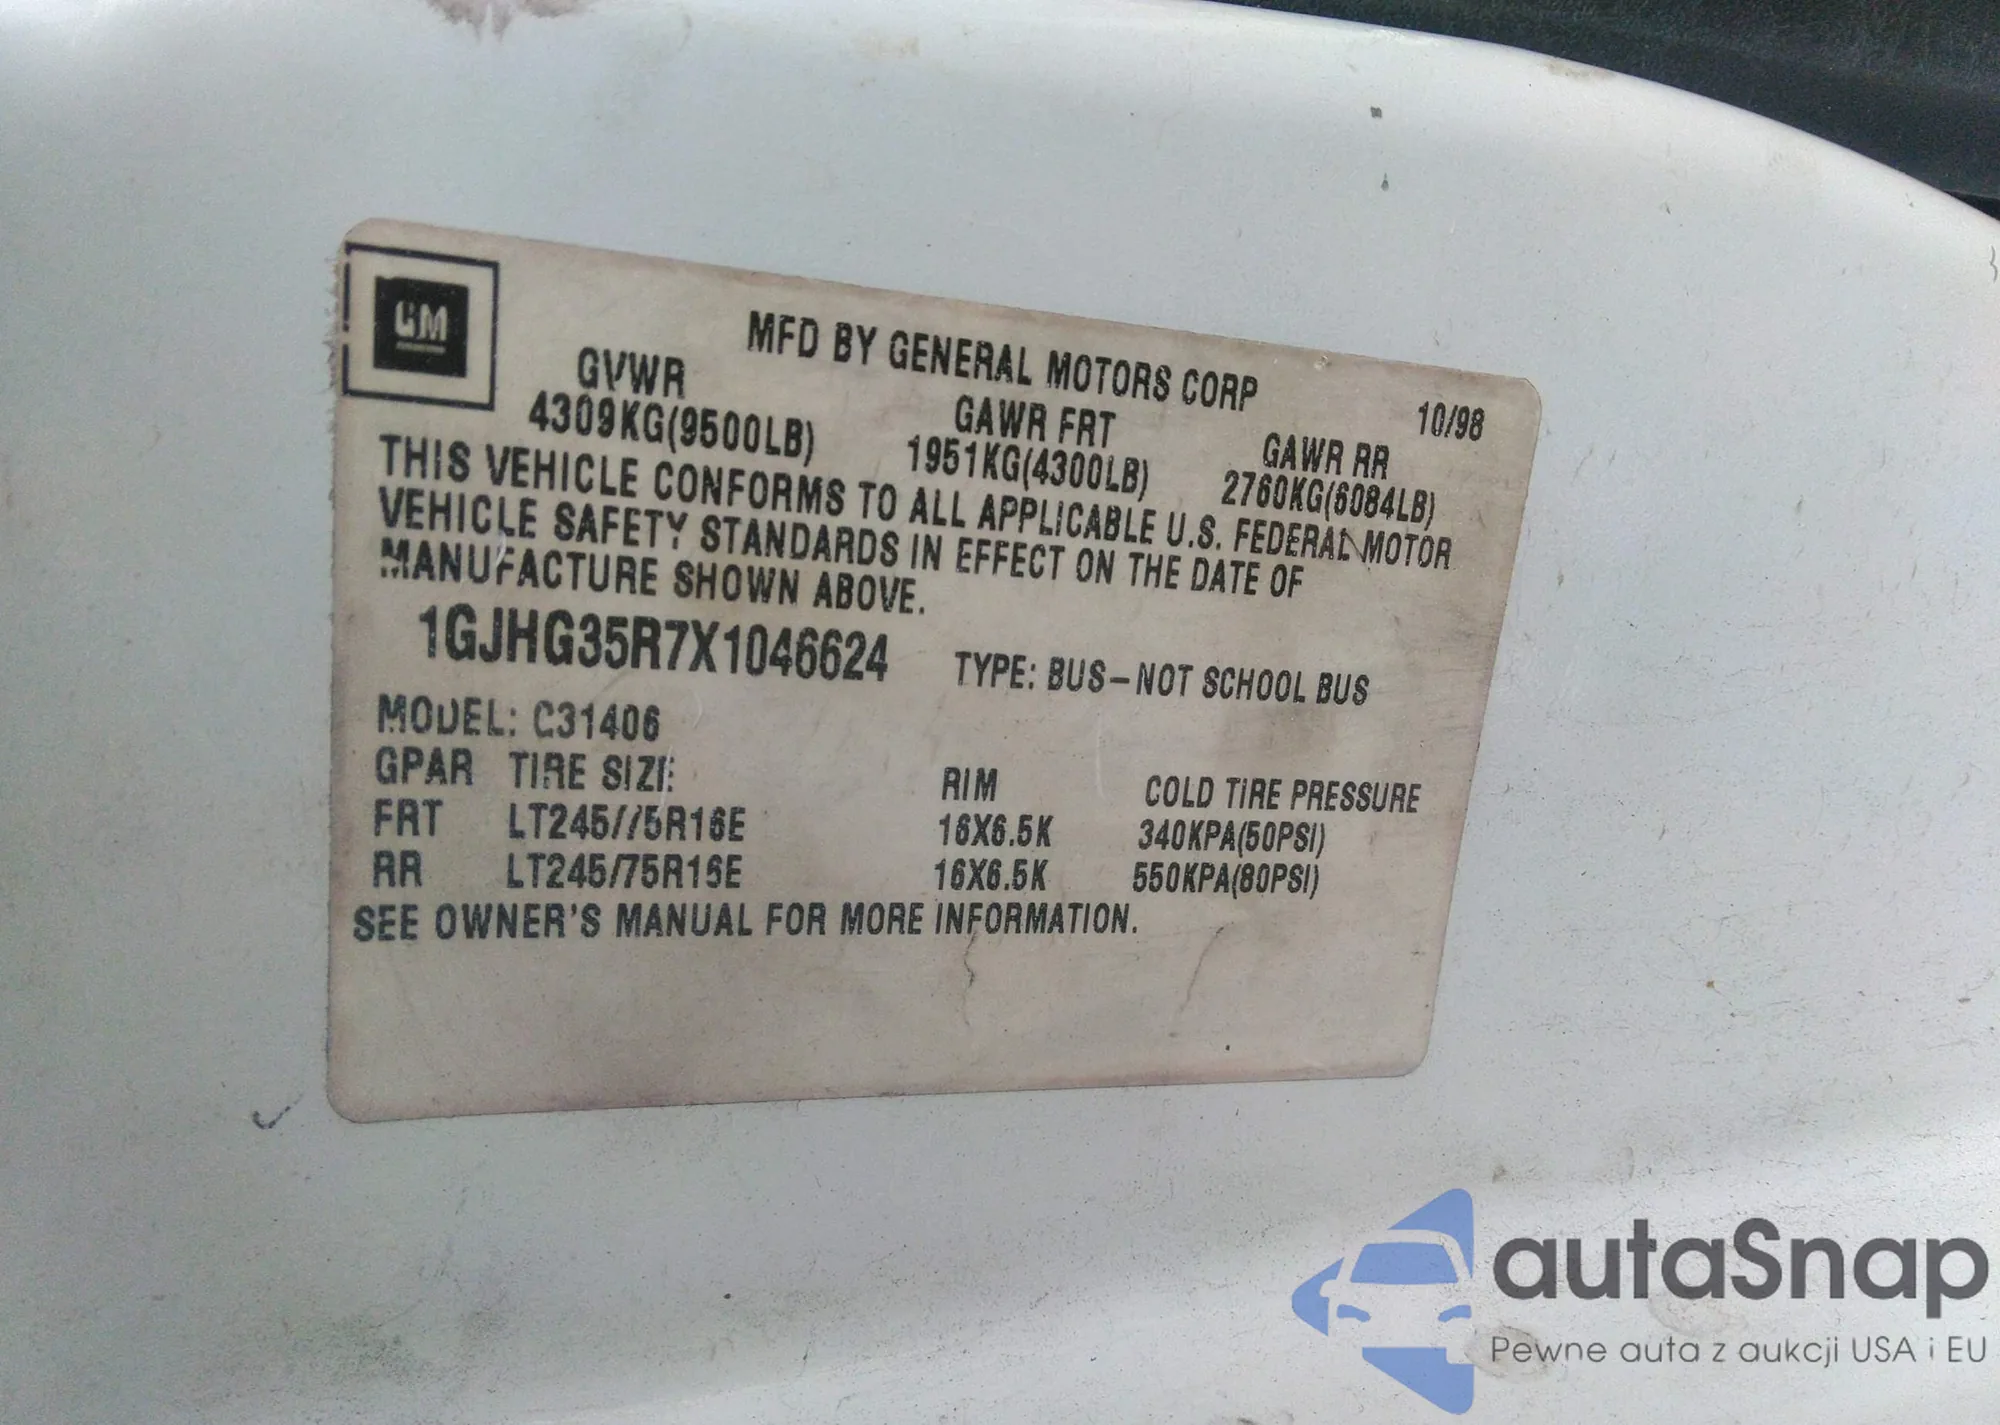 GM
MFD BY GENERAL MOTORS CORP
10/98
GVWR GAWR FRT GAWR RR
4309KG(9500LB) 1951KG(4300LB) 2760KG(6084LB)
THIS VEHICLE CONFORMS TO ALL APPLICABLE U.S. FEDERAL MOTOR
VEHICLE SAFETY STANDARDS IN EFFECT ON THE DATE OF
MANUFACTURE SHOWN ABOVE.
1GJHG35R7X1046624 TYPE: BUS-NOT SCHOOL BUS
MODEL: C31406
GPAR TIRE SIZE RIM COLD TIRE PRESSURE
FRT LT245/75R16E 16X6.5K 340KPA(50PSI)
RR LT245/75R16E 16X6.5K 550KPA(80PSI)
SEE OWNER'S MANUAL FOR MORE INFORMATION.
autaSnap
Pewne auta z aukcji USA i EU